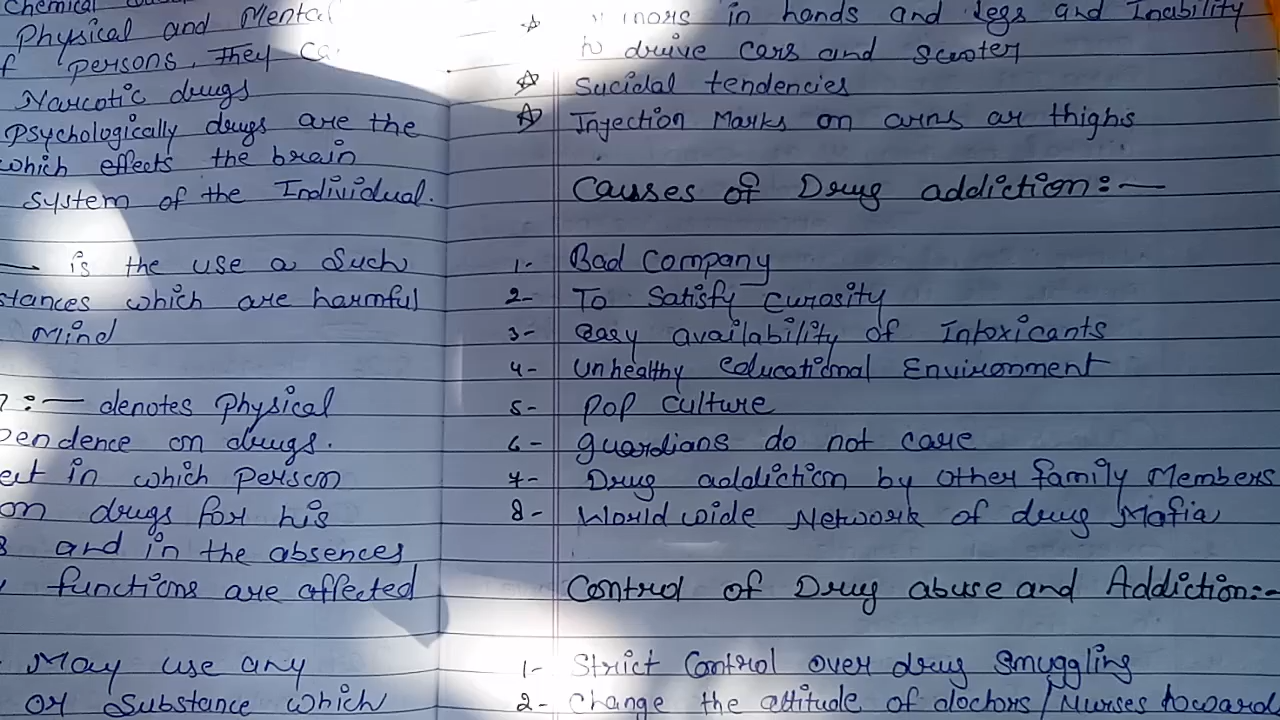 Chemical
Physical and Mental
persons. They
Narcotic drugs
Psychologically drugs are the
which effects the brain
System of the Individual.
is the use a Such
stances which are harmful
Mind
:— denotes Physical
pendence on drugs.
in which Person
on drugs for his
and in the absences
functions are affected
May use any
or Substance which
in hands and Legs and Inability
to druive Cars and Scooter
☆ Sucidal tendencies
☆ Injection Marks on arms or thighs
Causes of Drug addiction:—
1- Bad Company
2- To Satisfy curosity
3- easy availability of Intoxicants
4- Unhealthy educational Environment
5- Pop Culture
6- guardians do not care
7- Drug addiction by other family Members
8- World wide Network of drug Mafia
Control of Drug abuse and Addiction:-
1- Strict Control over drug Smuggling
2- Change the attitude of doctors/Nurses toward